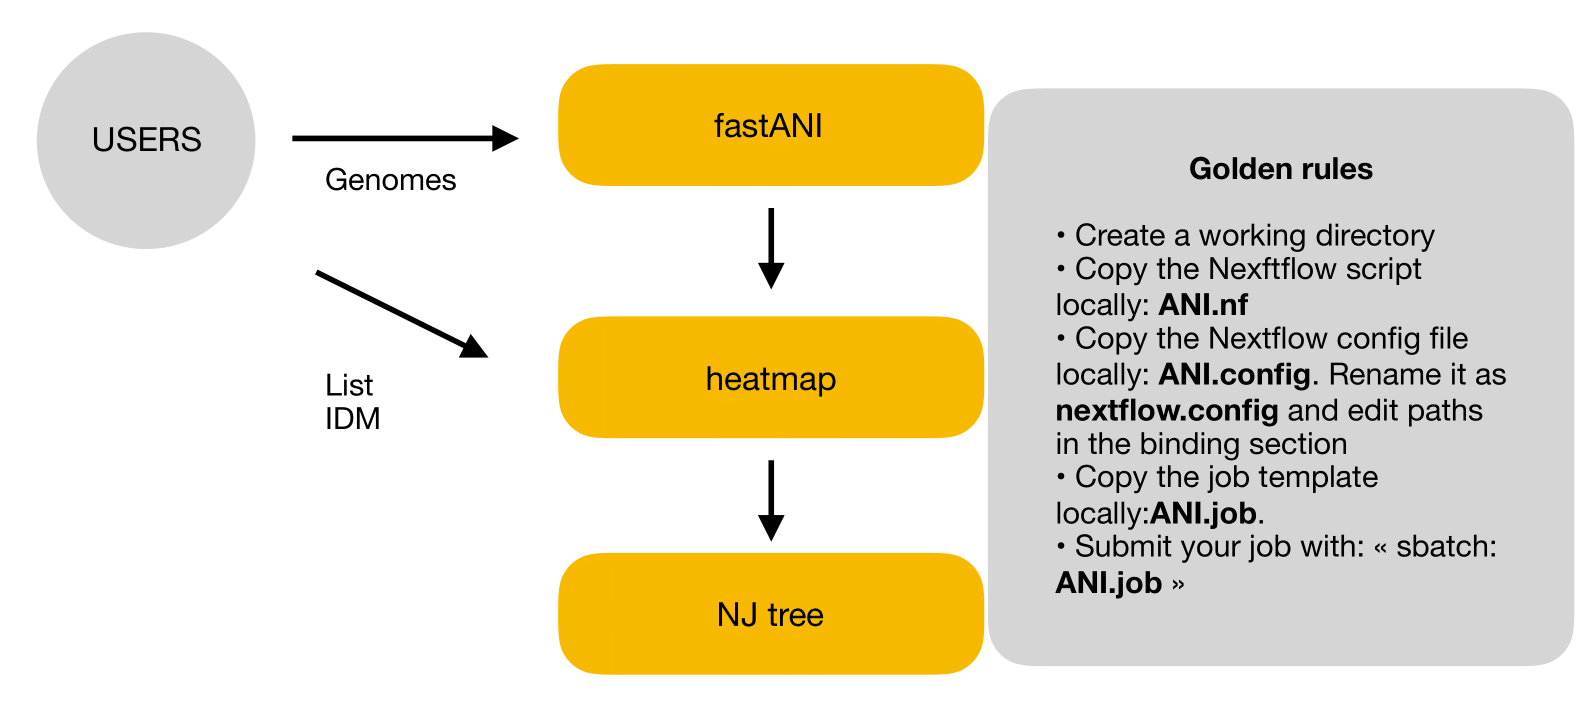 USERS
Genomes
List
IDM
fastANI
heatmap
NJ tree
Golden rules
• Create a working directory
• Copy the Nexftflow script
locally: ANI.nf
• Copy the Nextflow config file
locally: ANI.config. Rename it as
nextflow.config and edit paths
in the binding section
• Copy the job template
locally:ANI.job.
• Submit your job with: « sbatch:
ANI.job »